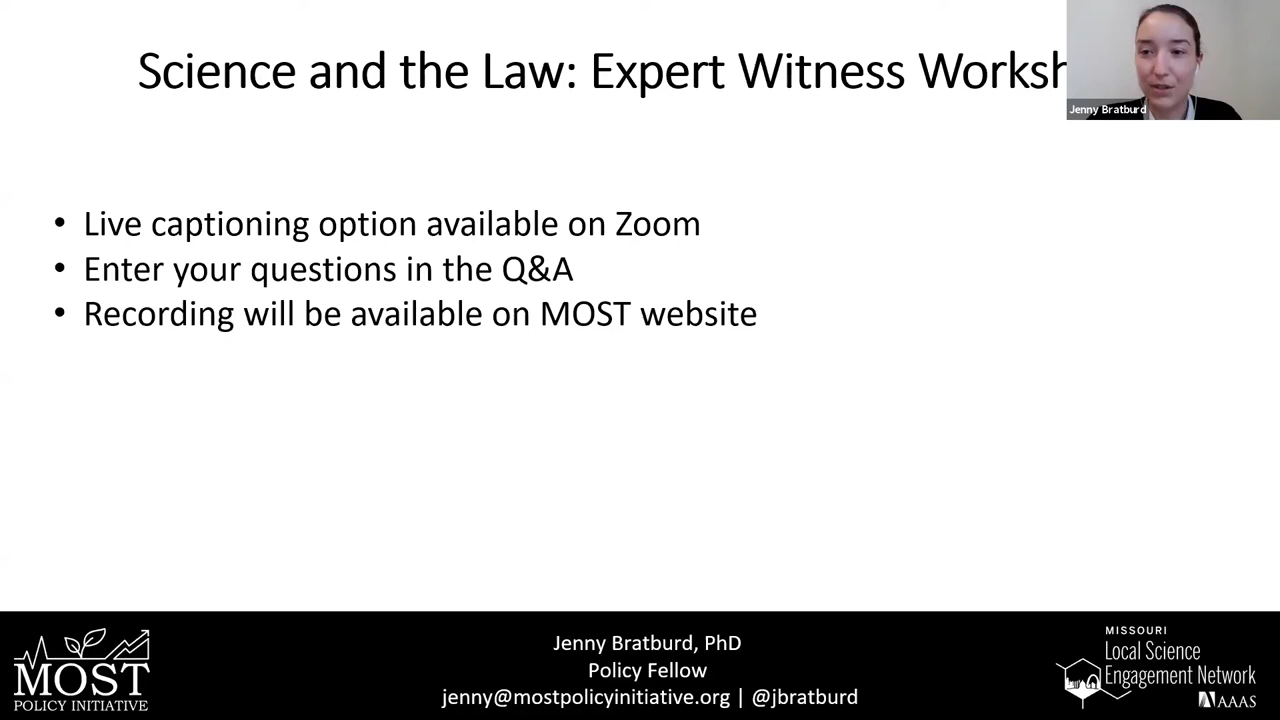 Science and the Law: Expert Witness Worksh
Jenny Bratburd
• Live captioning option available on Zoom
• Enter your questions in the Q&A
• Recording will be available on MOST website
MOST
POLICY INITIATIVE
Jenny Bratburd, PhD
Policy Fellow
jenny@mostpolicyinitiative.org | @jbratburd
MISSOURI
Local Science
Engagement Network
AAAS